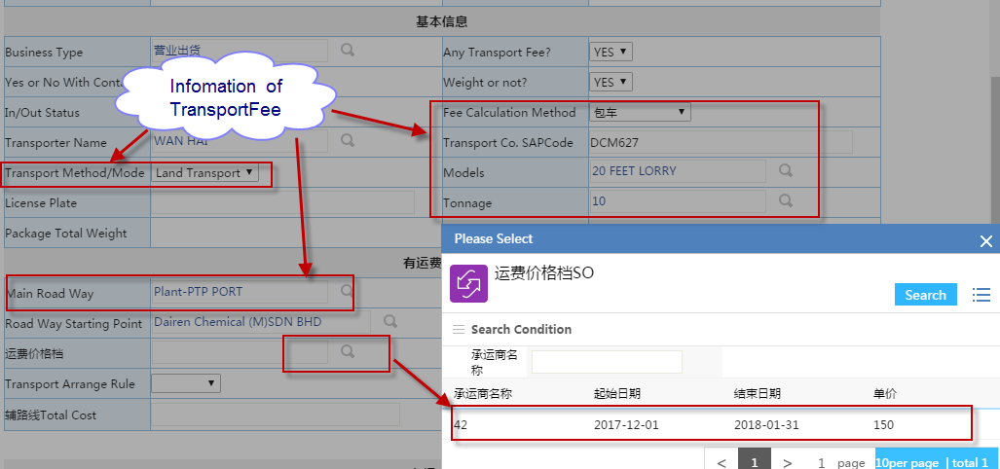 基本信息
Business Type 营业出货 Any Transport Fee? YES
Yes or No With Conta Weight or not? YES
Infomation of
TransportFee
In/Out Status Fee Calculation Method 包车
Transporter Name WAN HAI Transport Co. SAPCode DCM627
Transport Method/Mode Land Transport Models 20 FEET LORRY
License Plate Tonnage 10
Package Total Weight
有运费
Main Road Way Plant-PTP PORT
Road Way Starting Point Dairen Chemical (M)SDN BHD
运费价格档
Transport Arrange Rule
辅路线Total Cost
Please Select
运费价格档SO
Search
Search Condition
承运商名
称
承运商名称 起始日期 结束日期 单价
42 2017-12-01 2018-01-31 150
< 1 > 1 page 10per page | total 1